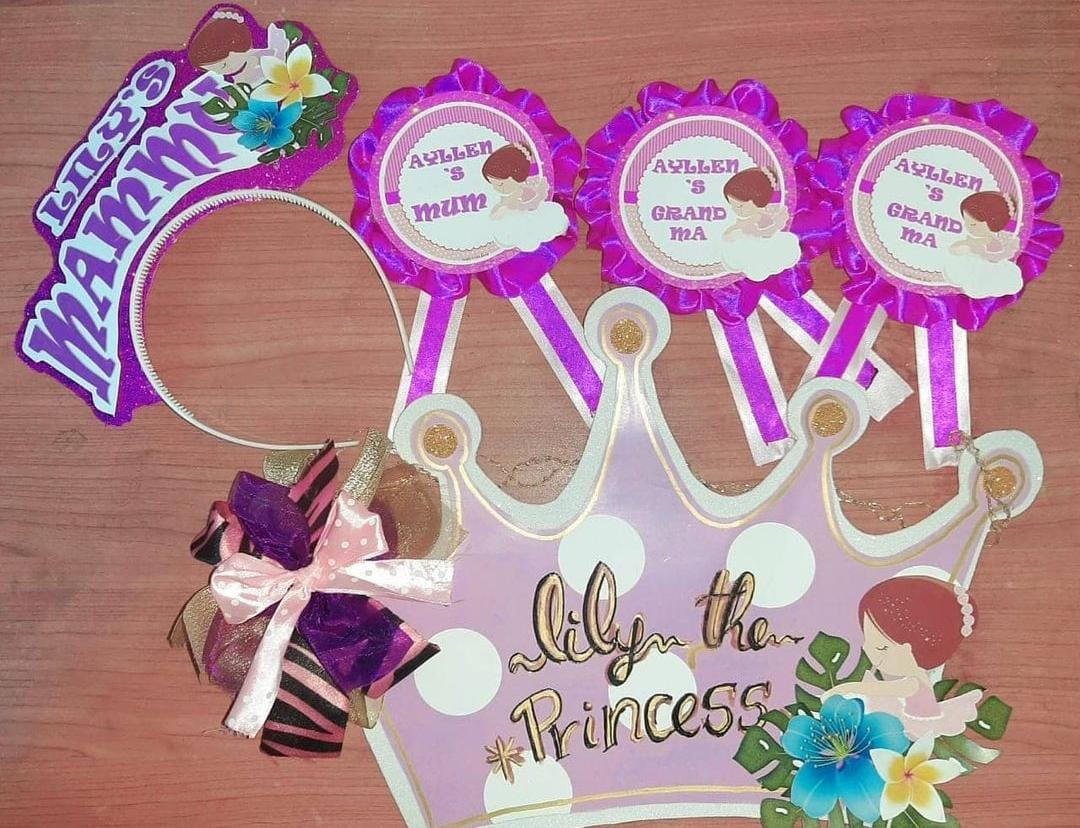 LILY'S
MAMMY
AYLLEN
'S
MUM
AYLLEN
'S
GRAND
MA
AYLLEN
'S
GRAND
MA
lily the
*Princess